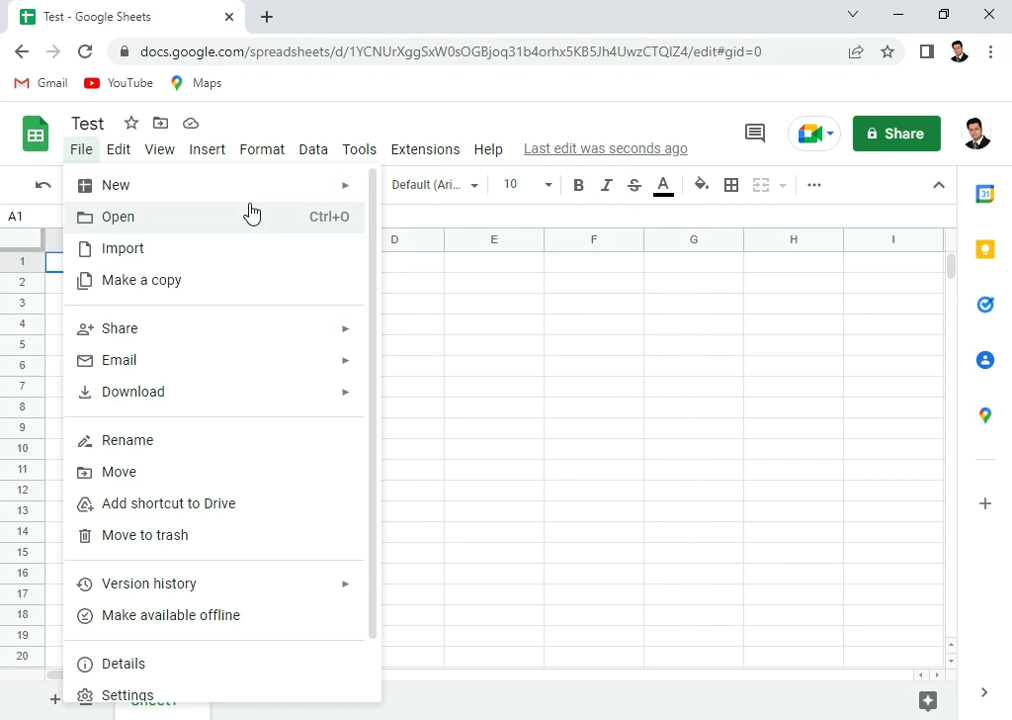 Test - Google Sheets
docs.google.com/spreadsheets/d/1YCNUrXggSxW0sOGBjoq31b4orhx5KB5Jh4UwzCTQIZ4/edit#gid=0
Gmail YouTube Maps
Test
File Edit View Insert Format Data Tools Extensions Help Last edit was seconds ago
Share
Default (Ari... 10 B I S A
A1
D E F G H I
1
2
3
4
5
6
7
8
9
10
11
12
13
14
15
16
17
18
19
20
New
Open Ctrl+O
Import
Make a copy
Share
Email
Download
Rename
Move
Add shortcut to Drive
Move to trash
Version history
Make available offline
Details
Settings
Sheet1
31